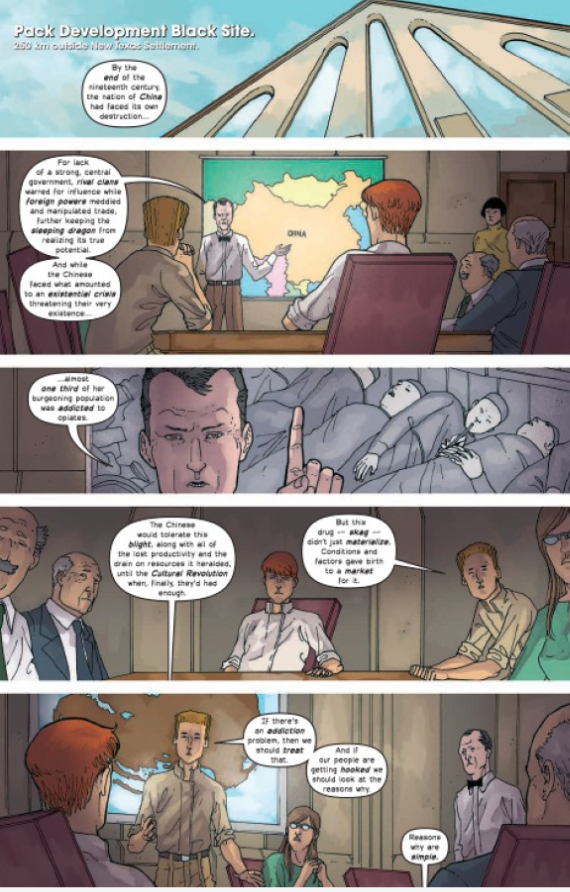 Pack Development Black Site.
250 km outside New Texas Settlement.
By the
end of the
nineteenth century,
the nation of China
had faced its own
destruction...
For lack
of a strong, central
government, rival clans
warred for influence while
foreign powers meddled
and manipulated trade,
further keeping the
sleeping dragon from
realizing its true
potential.
And while
the Chinese
faced what amounted
to an existential crisis
threatening their very
existence...
CHINA
...almost
one third of her
burgeoning population
was addicted to
opiates.
The Chinese
would tolerate this
blight, along with all of
the lost productivity and the
drain on resources it heralded,
until the Cultural Revolution
when, finally, they'd had
enough.
But this
drug -- skag --
didn't just materialize.
Conditions and
factors gave birth
to a market
for it.
If there's
an addiction
problem, then we
should treat
that.
And if
our people are
getting hooked we
should look at the
reasons why.
Reasons
why are
simple.